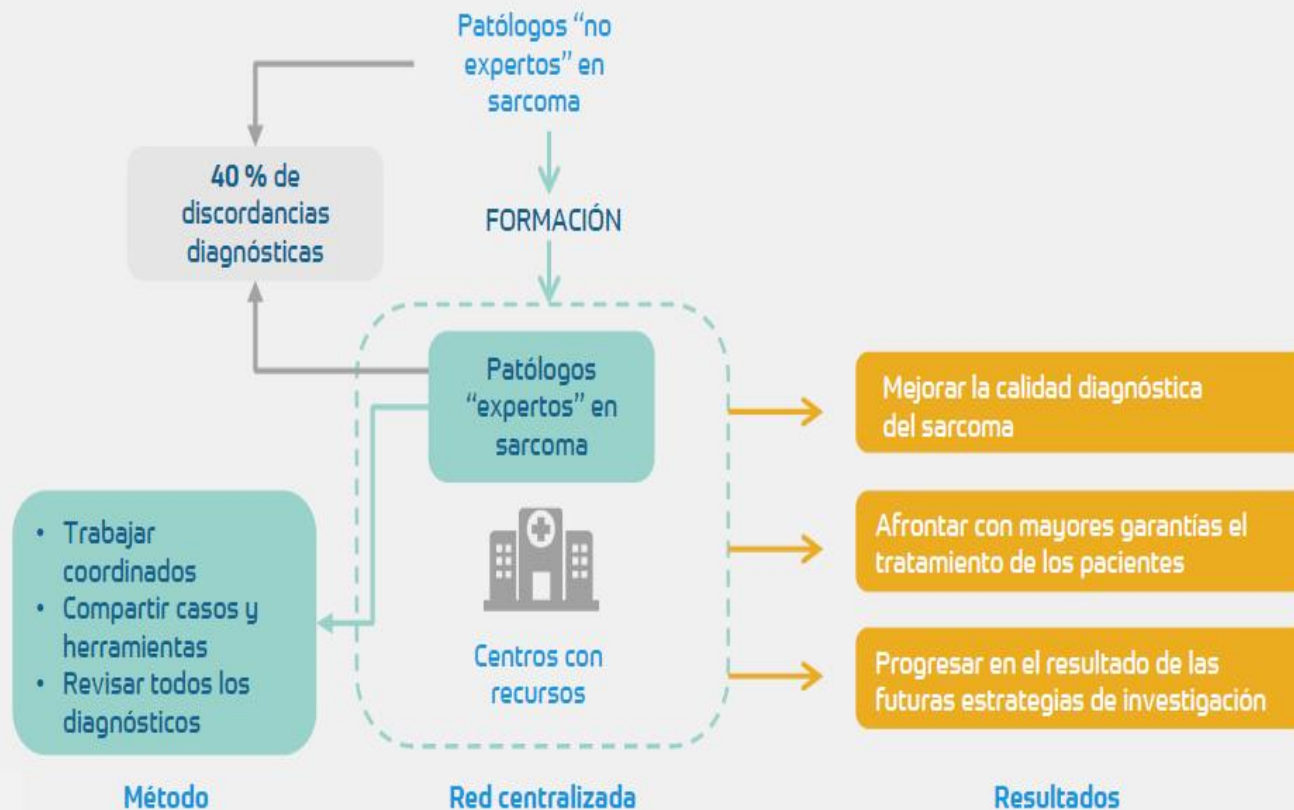 Patólogos “no
expertos” en
sarcoma
40 % de
discordancias
diagnósticas
FORMACIÓN
Patólogos
“expertos” en
sarcoma
Centros con
recursos
• Trabajar
coordinados
• Compartir casos y
herramientas
• Revisar todos los
diagnósticos
Mejorar la calidad diagnóstica
del sarcoma
Afrontar con mayores garantías el
tratamiento de los pacientes
Progresar en el resultado de las
futuras estrategias de investigación
Método
Red centralizada
Resultados